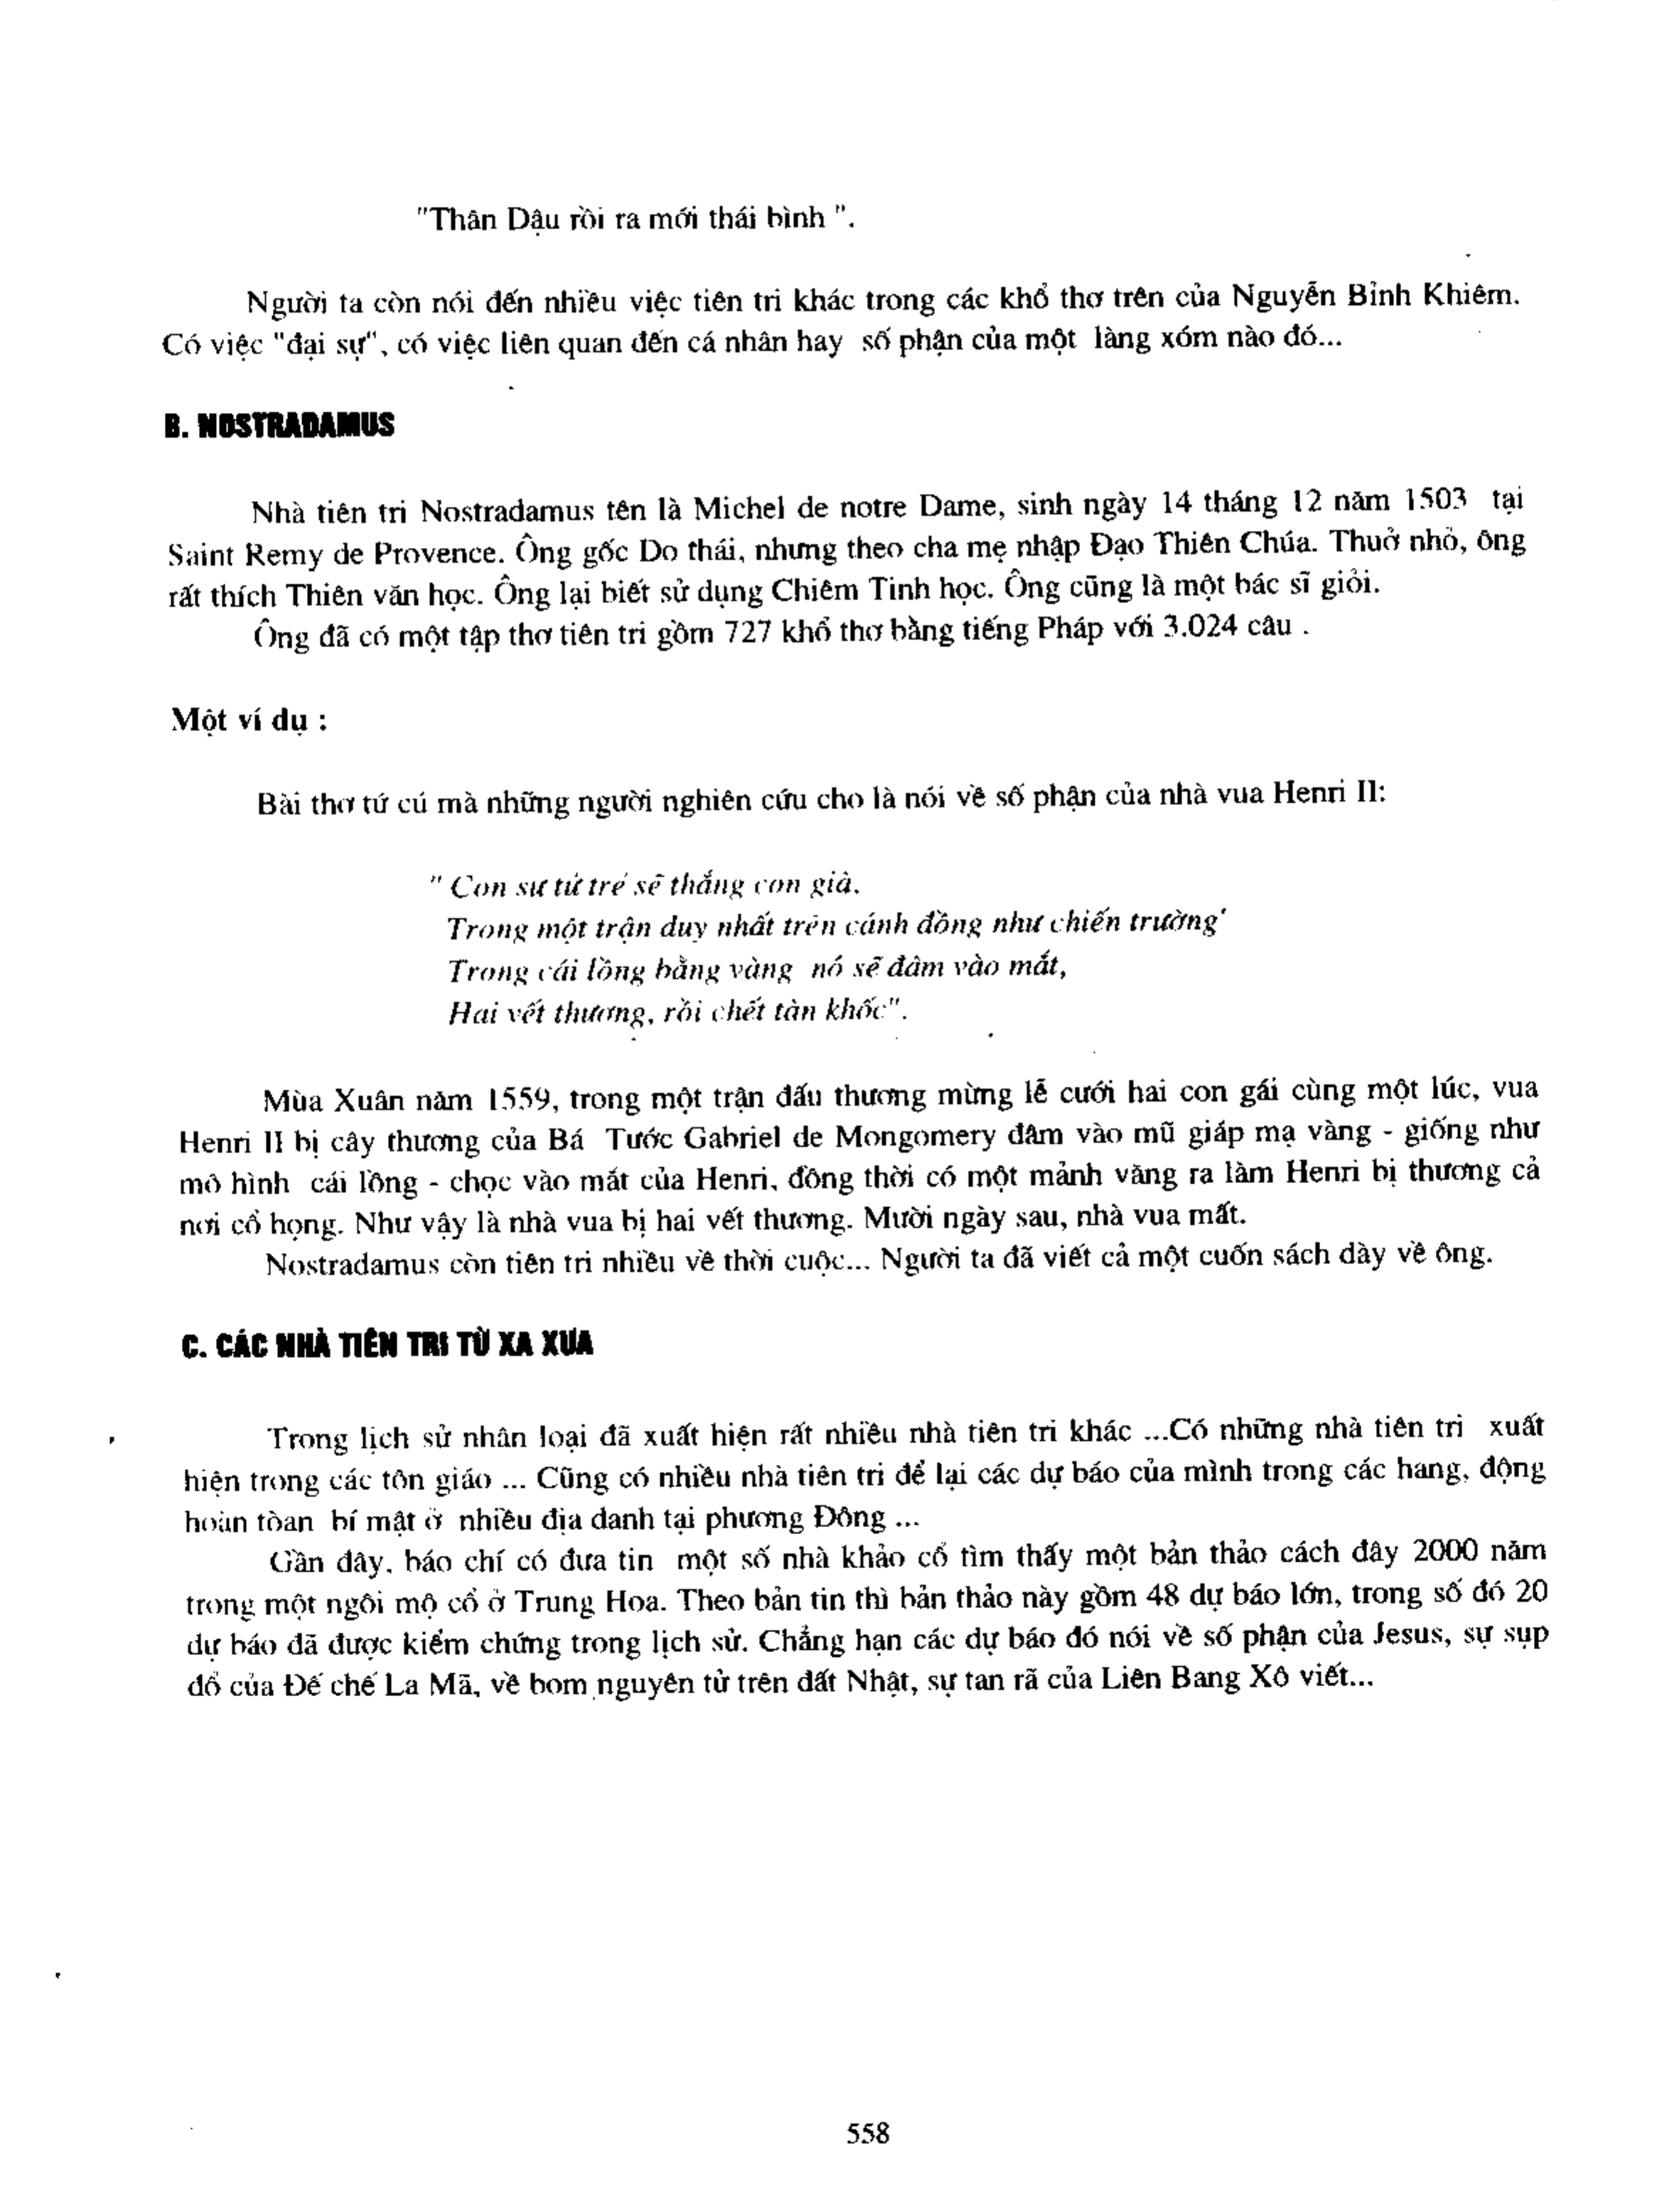 "Thân Dậu rồi ra mới thái bình ".
Người ta còn nói đến nhiều việc tiên tri khác trong các khổ thơ trên của Nguyễn Bỉnh Khiêm.
Có việc "đại sự", có việc liên quan đến cá nhân hay số phận của một làng xóm nào đó...
B. NOSTRADAMUS
Nhà tiên tri Nostradamus tên là Michel de notre Dame, sinh ngày 14 tháng 12 năm 1503 tại
Saint Remy de Provence. Ông gốc Do thái, nhưng theo cha mẹ nhập Đạo Thiên Chúa. Thuở nhỏ, ông
rất thích Thiên văn học. Ông lại biết sử dụng Chiêm Tinh học. Ông cũng là một bác sĩ giỏi.
Ông đã có một tập thơ tiên tri gồm 727 khổ thơ bằng tiếng Pháp với 3.024 câu .
Một ví dụ :
Bài thơ tứ cú mà những người nghiên cứu cho là nói về số phận của nhà vua Henri II:
" Con sư tử trẻ sẽ thắng con già.
Trong một trận duy nhất trên cánh đồng như chiến trường'
Trong cái lồng bằng vàng nó sẽ đâm vào mắt,
Hai vết thương, rồi chết tàn khốc".
Mùa Xuân năm 1559, trong một trận đấu thương mừng lễ cưới hai con gái cùng một lúc, vua
Henri II bị cây thương của Bá Tước Gabriel de Mongomery đâm vào mũ giáp mạ vàng - giống như
mô hình cái lồng - chọc vào mắt của Henri, đồng thời có một mảnh văng ra làm Henri bị thương cả
nơi cổ họng. Như vậy là nhà vua bị hai vết thương. Mười ngày sau, nhà vua mất.
Nostradamus còn tiên tri nhiều về thời cuộc... Người ta đã viết cả một cuốn sách dày về ông.
C. CÁC NHÀ TIÊN TRI TỪ XA XƯA
Trong lịch sử nhân loại đã xuất hiện rất nhiều nhà tiên tri khác ...Có những nhà tiên tri xuất
hiện trong các tôn giáo ... Cũng có nhiều nhà tiên tri để lại các dự báo của mình trong các hang, động
hoàn tòan bí mật ở nhiều địa danh tại phương Đông ...
Gần đây, báo chí có đưa tin một số nhà khảo cổ tìm thấy một bản thảo cách đây 2000 năm
trong một ngôi mộ cổ ở Trung Hoa. Theo bản tin thì bản thảo này gồm 48 dự báo lớn, trong số đó 20
dự báo đã được kiểm chứng trong lịch sử. Chẳng hạn các dự báo đó nói về số phận của Jesus, sự sụp
đổ của Đế chế La Mã, về bom nguyên tử trên đất Nhật, sự tan rã của Liên Bang Xô viết...
558